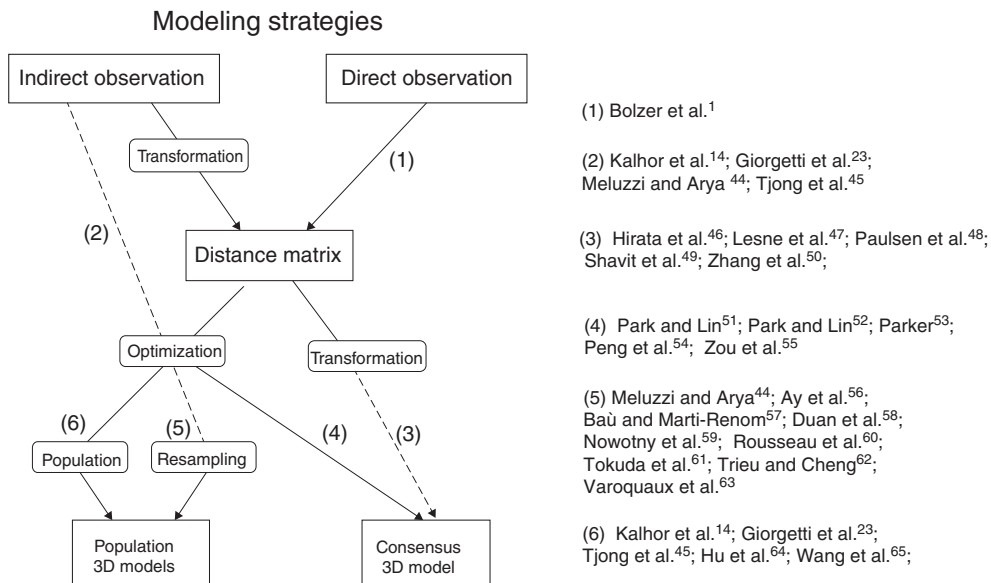 Modeling strategies
Indirect observation
Direct observation
Transformation
(1)
(2)
Distance matrix
Optimization
Transformation
(6)
(5)
(4)
(3)
Population
Resampling
Population
3D models
Consensus
3D model
(1) Bolzer et al.1
(2) Kalhor et al.14; Giorgetti et al.23;
Meluzzi and Arya 44; Tjong et al.45
(3) Hirata et al.46; Lesne et al.47; Paulsen et al.48;
Shavit et al.49; Zhang et al.50;
(4) Park and Lin51; Park and Lin52; Parker53;
Peng et al.54; Zou et al.55
(5) Meluzzi and Arya44; Ay et al.56;
Baù and Marti-Renom57; Duan et al.58;
Nowotny et al.59; Rousseau et al.60;
Tokuda et al.61; Trieu and Cheng62;
Varoquaux et al.63
(6) Kalhor et al.14; Giorgetti et al.23;
Tjong et al.45; Hu et al.64; Wang et al.65;